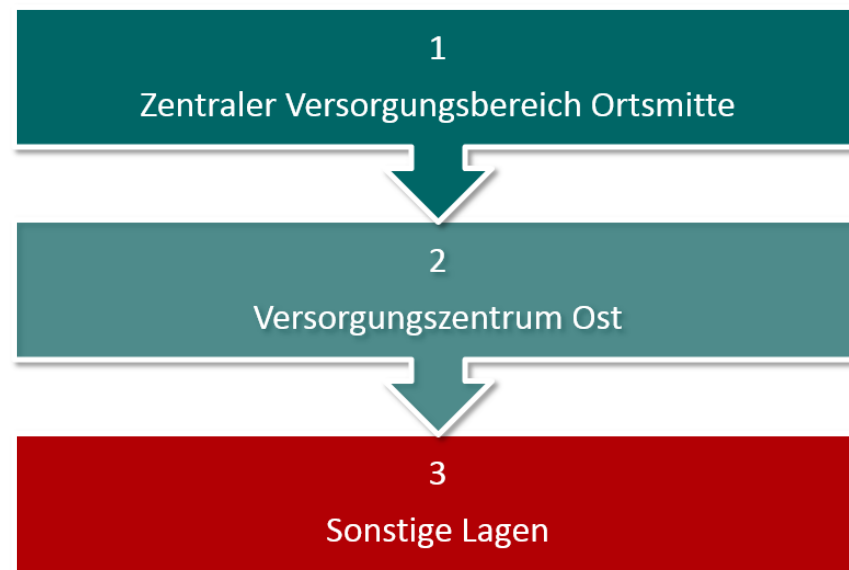 1
Zentraler Versorgungsbereich Ortsmitte
2
Versorgungszentrum Ost
3
Sonstige Lagen